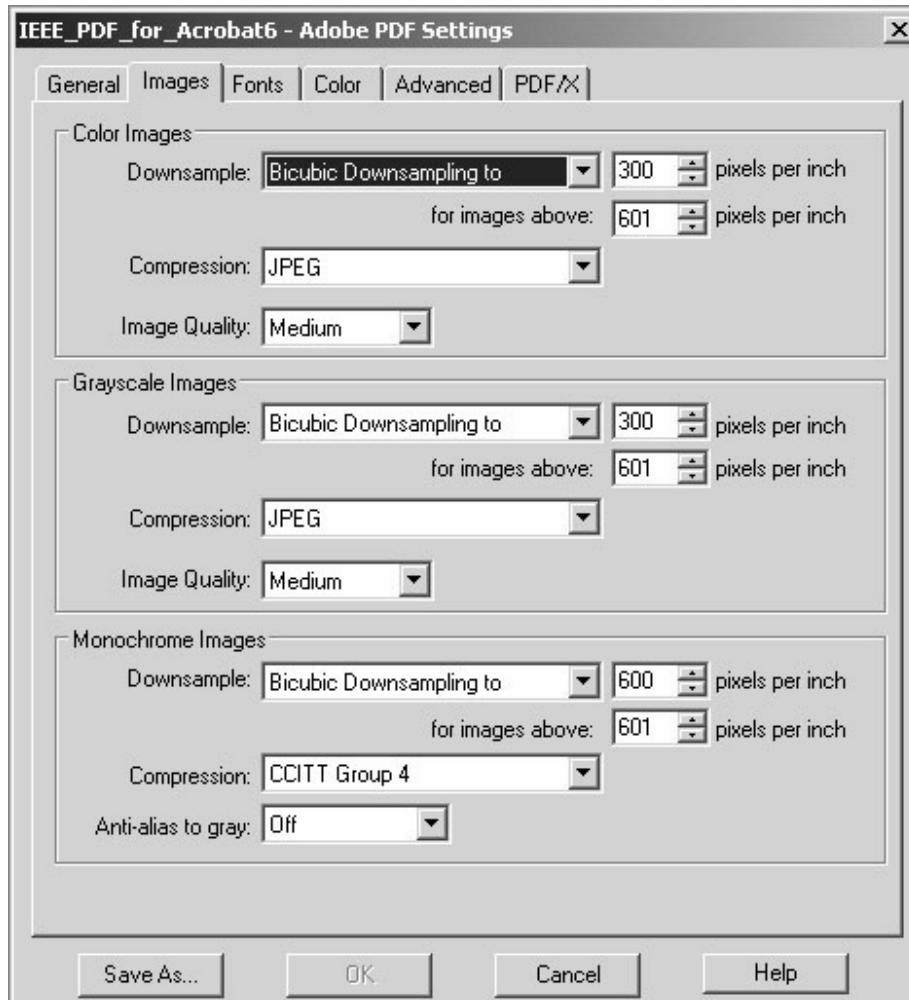 IEEE_PDF_for_Acrobat6 - Adobe PDF Settings
General Images Fonts Color Advanced PDF/X
Color Images
Downsample: Bicubic Downsampling to 300 pixels per inch
for images above: 601 pixels per inch
Compression: JPEG
Image Quality: Medium
Grayscale Images
Downsample: Bicubic Downsampling to 300 pixels per inch
for images above: 601 pixels per inch
Compression: JPEG
Image Quality: Medium
Monochrome Images
Downsample: Bicubic Downsampling to 600 pixels per inch
for images above: 601 pixels per inch
Compression: CCITT Group 4
Anti-alias to gray: Off
Save As... OK Cancel Help